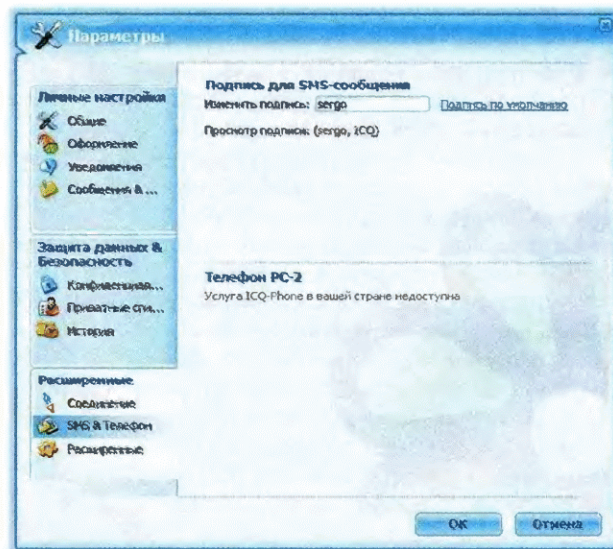 Параметры
Личные настройки
Общие
Оформление
Уведомления
Сообщения & ...
Защита данных &
Безопасность
Конфиденциал...
Приватные спи...
История
Расширенные
Соединение
SMS & Телефон
Расширенные
Подпись для SMS-сообщения
Изменить подпись: sergo Подпись по умолчанию
Просмотр подписи: (sergo, ICQ)
Телефон PC-2
Услуга ICQ-Phone в вашей стране недоступна
OK Отмена